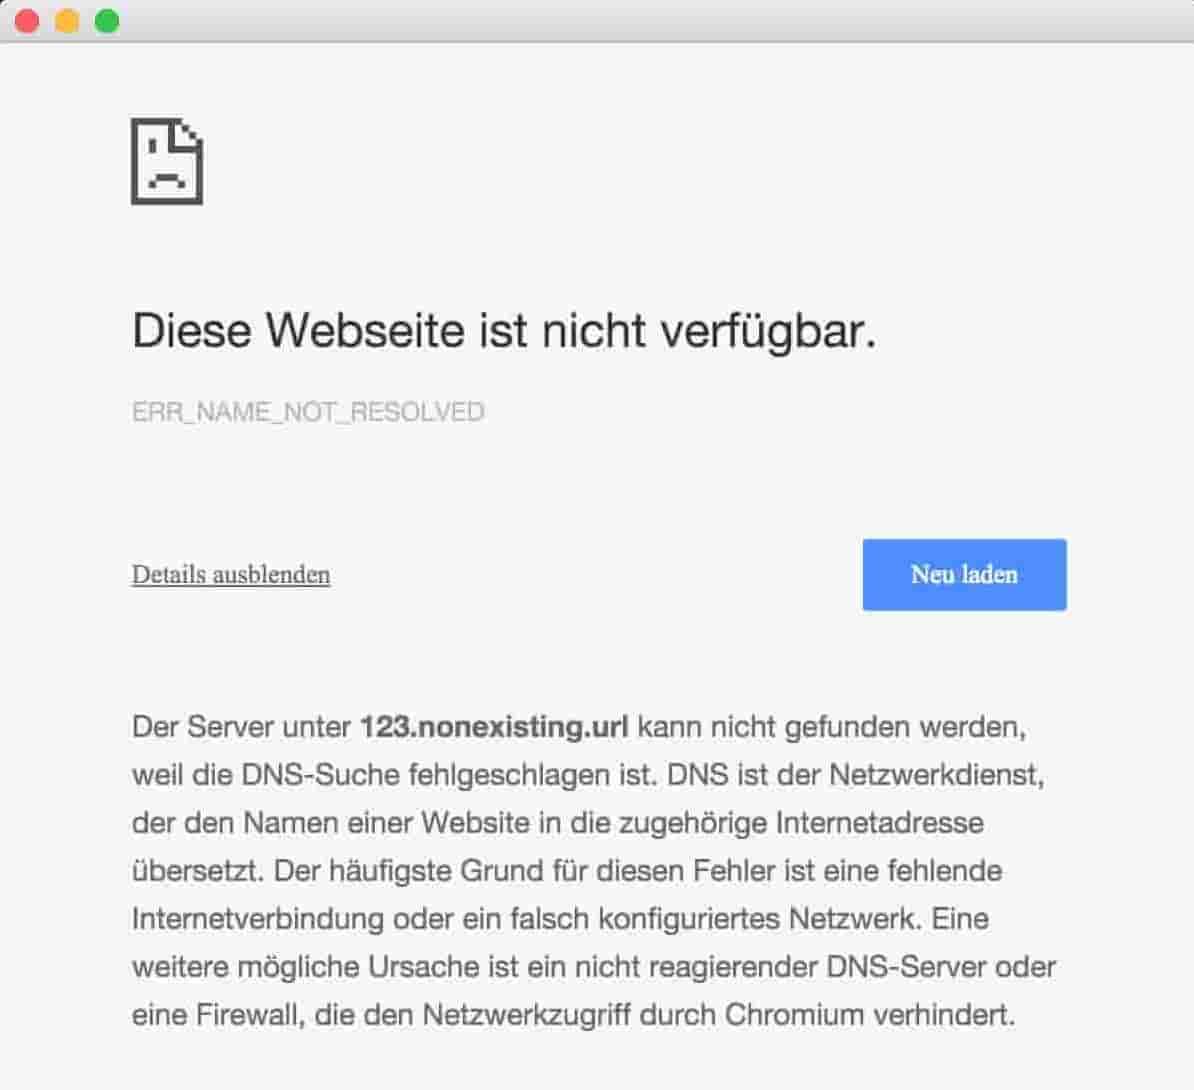 Diese Webseite ist nicht verfügbar.
ERR_NAME_NOT_RESOLVED
Details ausblenden
Neu laden
Der Server unter 123.nonexisting.url kann nicht gefunden werden,
weil die DNS-Suche fehlgeschlagen ist. DNS ist der Netzwerkdienst,
der den Namen einer Website in die zugehörige Internetadresse
übersetzt. Der häufigste Grund für diesen Fehler ist eine fehlende
Internetverbindung oder ein falsch konfiguriertes Netzwerk. Eine
weitere mögliche Ursache ist ein nicht reagierender DNS-Server oder
eine Firewall, die den Netzwerkzugriff durch Chromium verhindert.